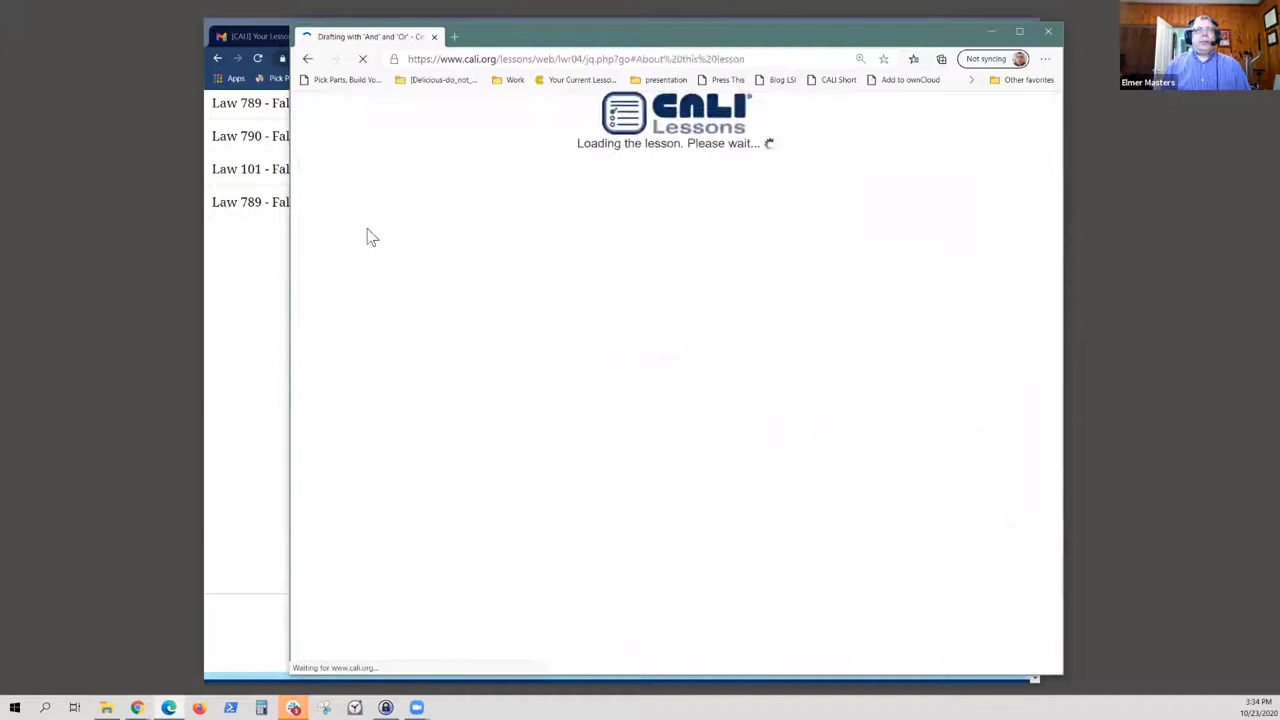 [CALI] Your Lesso
Drafting with 'And' and 'Or' - Ce
https://www.cali.org/lessons/web/lwr04/jq.php?go#About%20this%20lesson
Not syncing
Apps
Pick P
Pick Parts, Build Yo...
(Delicious-do_not_...
Work
Your Current Lesso...
presentation
Press This
Blog LSI
CALI Short
Add to ownCloud
Other favorites
Law 789 - Fal
Law 790 - Fal
Law 101 - Fal
Law 789 - Fal
CALI®
Lessons
Loading the lesson. Please wait...
Waiting for www.cali.org...
Elmer Masters
3:34 PM
10/23/2020